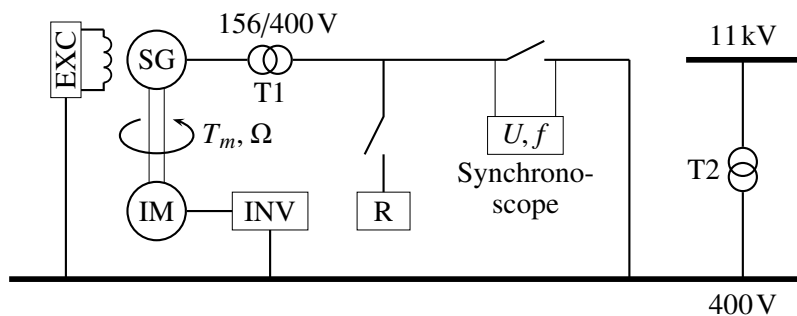 156/400 V
11 kV
EXC
SG
T1
T_m, Ω
U, f
T2
Synchrono-
scope
IM
INV
R
400 V